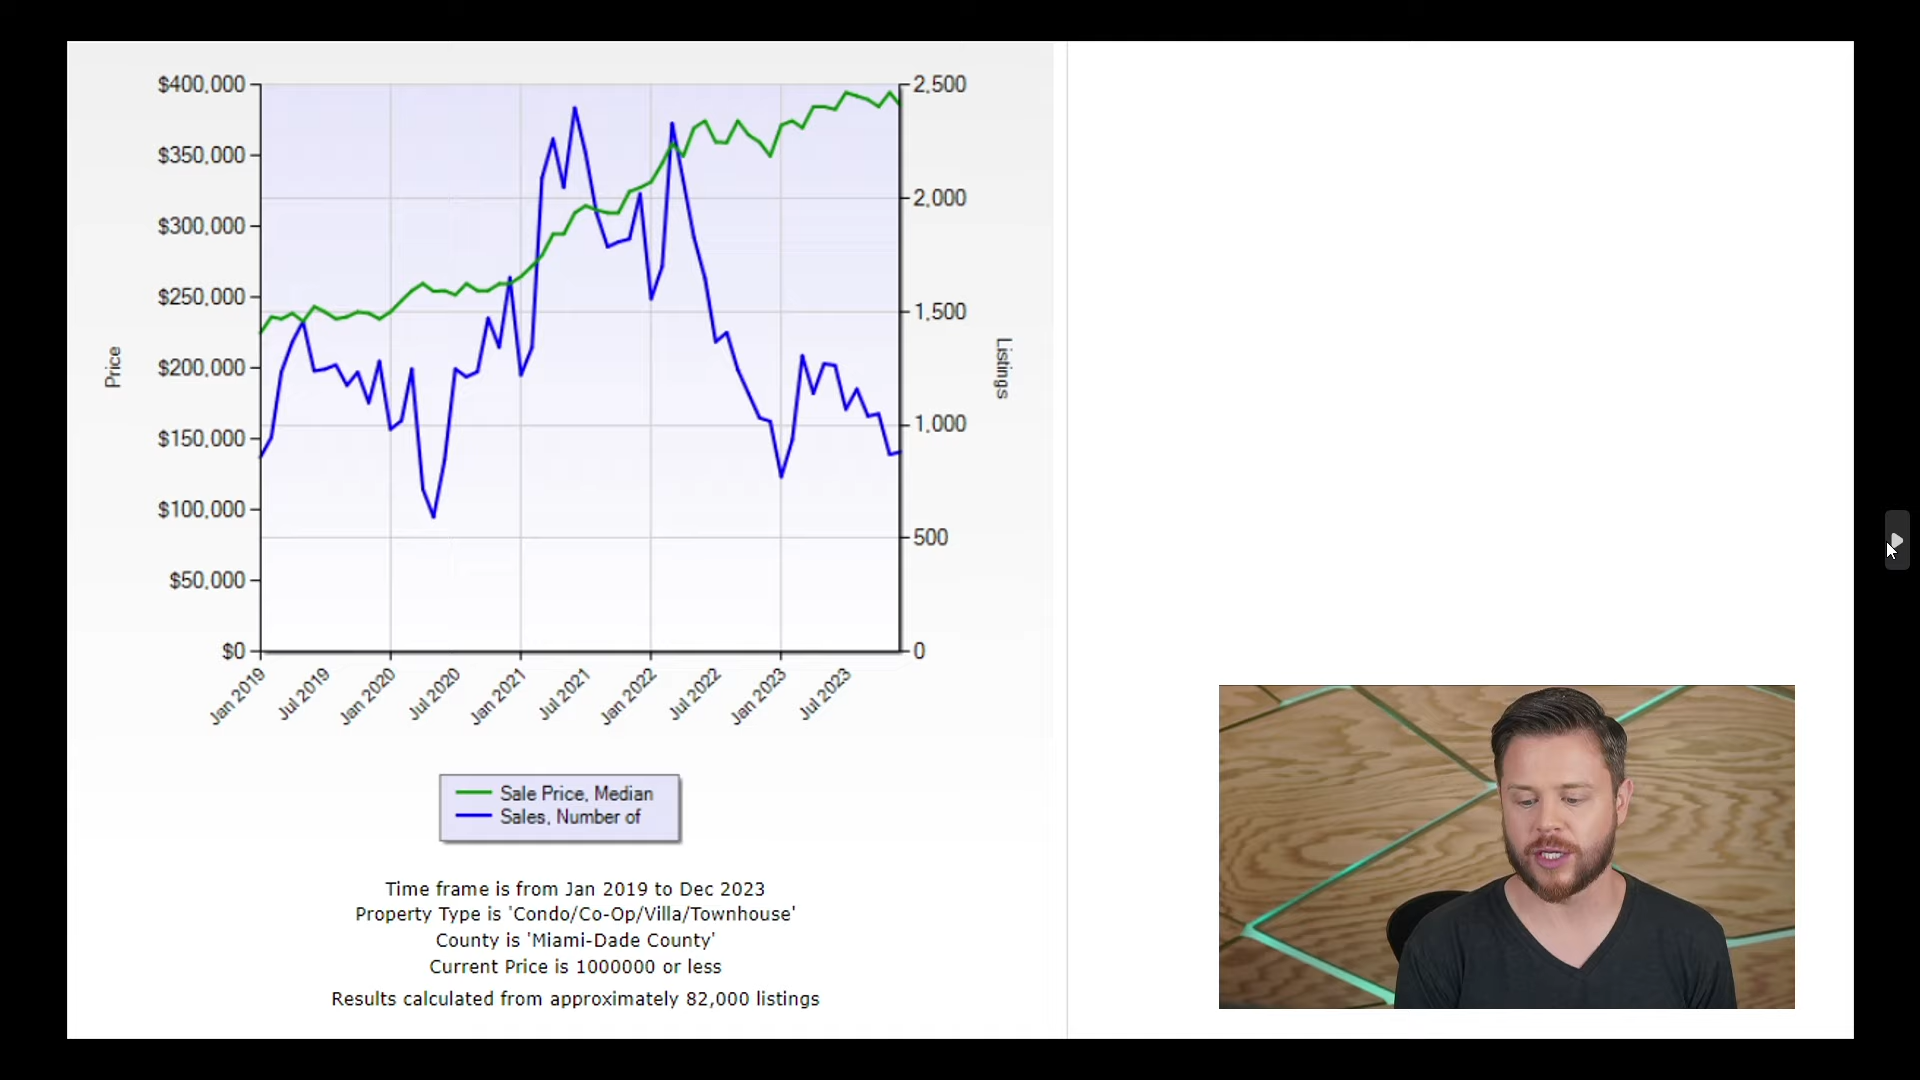 $400,000
$350,000
$300,000
$250,000
$200,000
$150,000
$100,000
$50,000
$0
Price
2,500
2,000
1,500
1,000
500
0
Listings
Jan 2019
Jul 2019
Jan 2020
Jul 2020
Jan 2021
Jul 2021
Jan 2022
Jul 2022
Jan 2023
Jul 2023
Sale Price, Median
Sales, Number of
Time frame is from Jan 2019 to Dec 2023
Property Type is 'Condo/Co-Op/Villa/Townhouse'
County is 'Miami-Dade County'
Current Price is 1000000 or less
Results calculated from approximately 82,000 listings